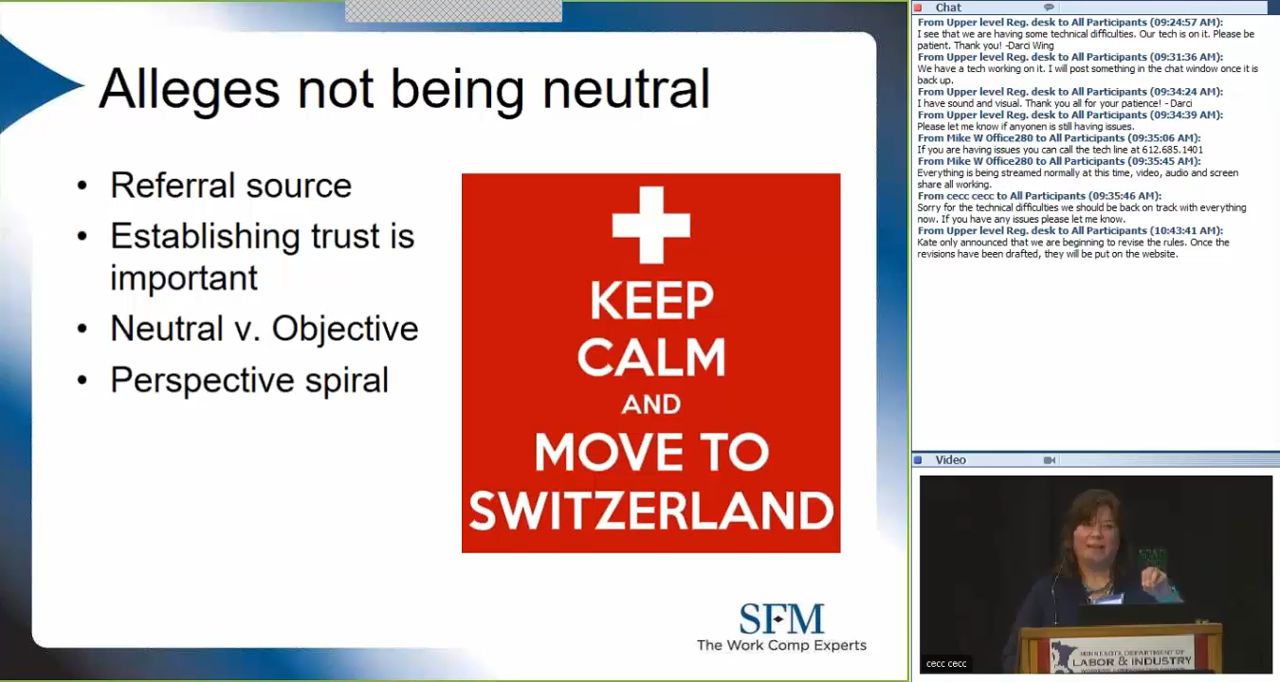 Alleges not being neutral
• Referral source
• Establishing trust is
important
• Neutral v. Objective
• Perspective spiral
KEEP
CALM
AND
MOVE TO
SWITZERLAND
SFM
The Work Comp Experts
Chat
From Upper level Reg. desk to All Participants (09:24:57 AM):
I see that we are having some technical difficulties. Our tech is on it. Please be
patient. Thank you! -Darci Wing
From Upper level Reg. desk to All Participants (09:31:36 AM):
We have a tech working on it. I will post something in the chat window once it is
back up.
From Upper level Reg. desk to All Participants (09:34:24 AM):
I have sound and visual. Thank you all for your patience! - Darci
From Upper level Reg. desk to All Participants (09:34:39 AM):
Please let me know if anyonen is still having issues.
From Mike W Office280 to All Participants (09:35:06 AM):
If you are having issues you can call the tech line at 612.685.1401
From Mike W Office280 to All Participants (09:35:45 AM):
Everything is being streamed normally at this time, video, audio and screen
share all working.
From cecc cecc to All Participants (09:35:46 AM):
Sorry for the technical difficulties we should be back on track with everything
now. If you have any issues please let me know.
From Upper level Reg. desk to All Participants (10:43:41 AM):
Kate only announced that we are beginning to revise the rules. Once the
revisions have been drafted, they will be put on the website.
Video
MINNESOTA DEPARTMENT OF
LABOR & INDUSTRY
cecc cecc